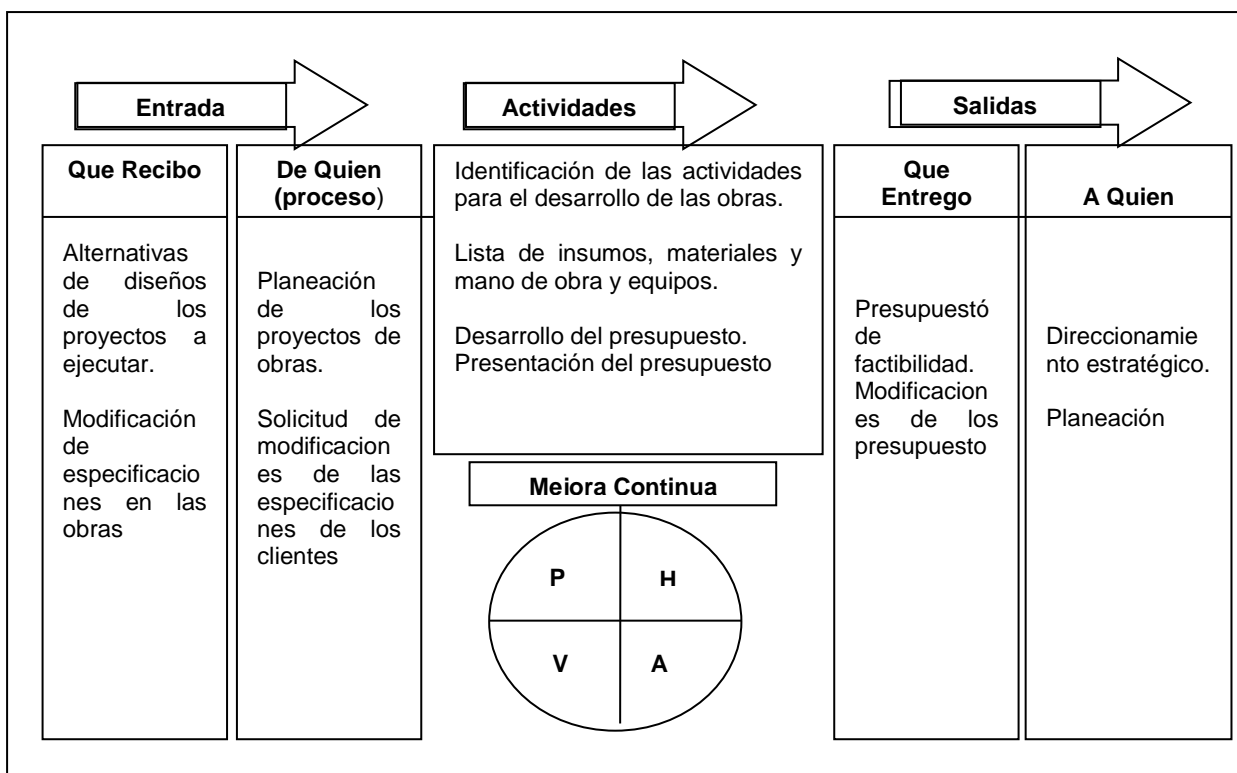 Entrada
Actividades
Salidas
Que Recibo
Alternativas
de diseños
de los
proyectos a
ejecutar.
Modificación
de
especificacio
nes en las
obras
De Quien
(proceso)
Planeación
de los
proyectos de
obras.
Solicitud de
modificacion
es de las
especificacio
nes de los
clientes
Identificación de las actividades
para el desarrollo de las obras.
Lista de insumos, materiales y
mano de obra y equipos.
Desarrollo del presupuesto.
Presentación del presupuesto
Mejora Continua
P H
V A
Que
Entrego
Presupuestó
de
factibilidad.
Modificacion
es de los
presupuesto
A Quien
Direccionamie
nto estratégico.
Planeación